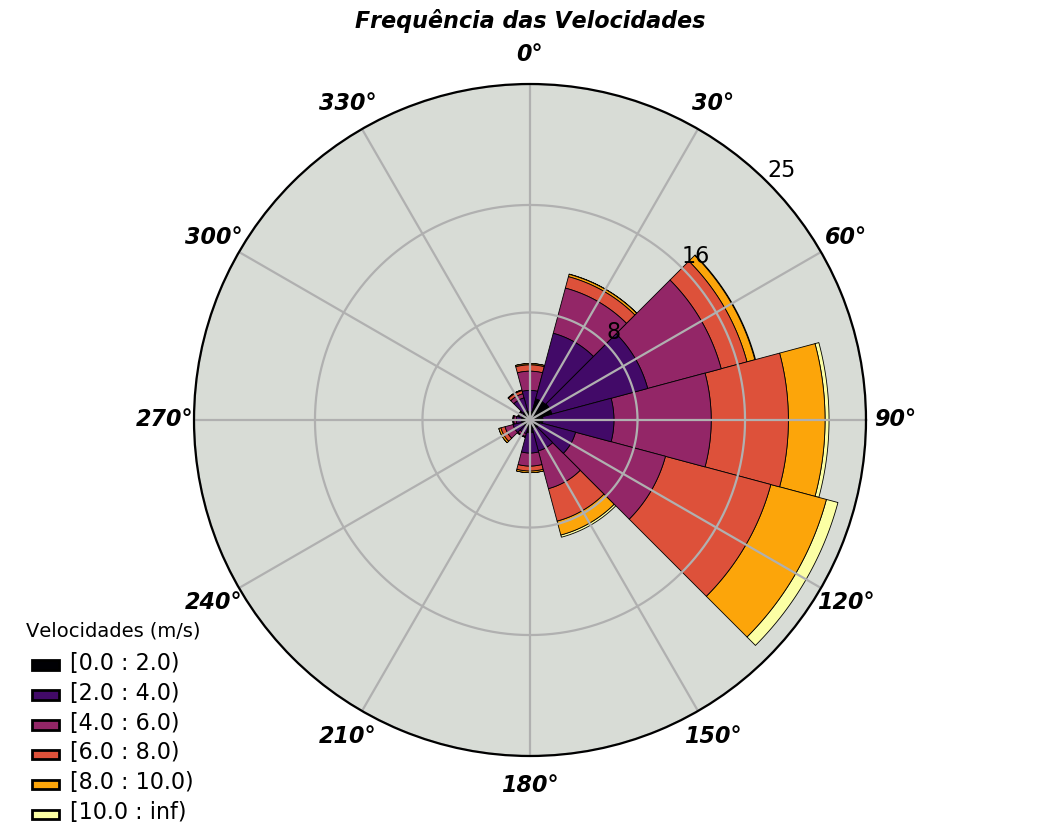 Frequência das Velocidades
0°
330°
30°
25
300°
60°
16
8
270°
90°
240°
120°
210°
150°
180°
Velocidades (m/s)
[0.0 : 2.0)
[2.0 : 4.0)
[4.0 : 6.0)
[6.0 : 8.0)
[8.0 : 10.0)
[10.0 : inf)